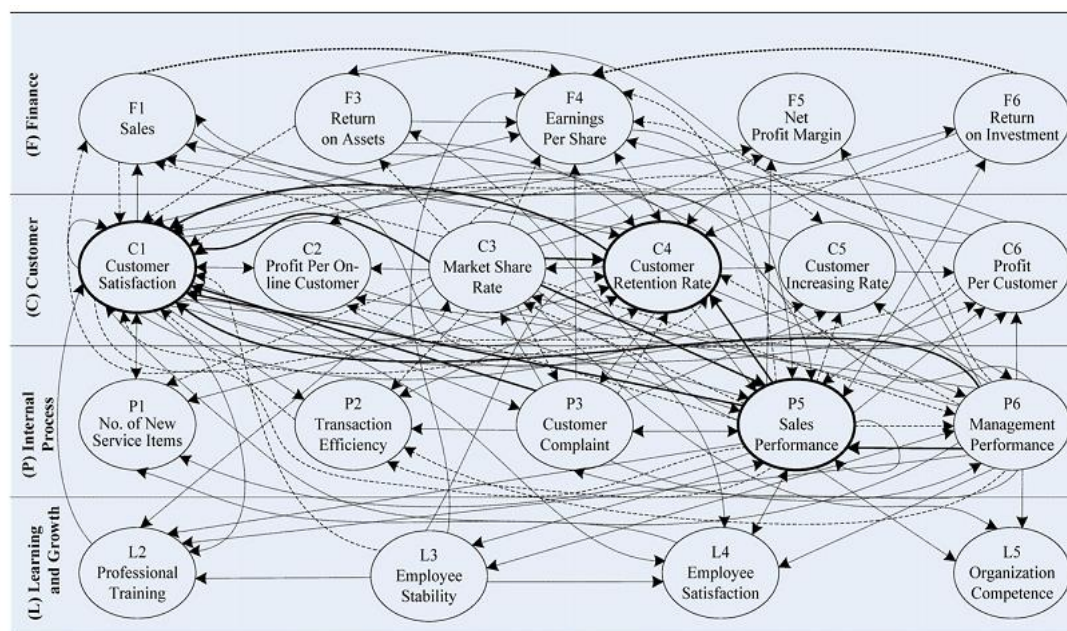 (F) Finance
F1
Sales
F3
Return
on Assets
F4
Earnings
Per Share
F5
Net
Profit Margin
F6
Return
on Investment
(C) Customer
C1
Customer
Satisfaction
C2
Profit Per On-
line Customer
C3
Market Share
Rate
C4
Customer
Retention Rate
C5
Customer
Increasing Rate
C6
Profit
Per Customer
(P) Internal
Process
P1
No. of New
Service Items
P2
Transaction
Efficiency
P3
Customer
Complaint
P5
Sales
Performance
P6
Management
Performance
(L) Learning
and Growth
L2
Professional
Training
L3
Employee
Stability
L4
Employee
Satisfaction
L5
Organization
Competence